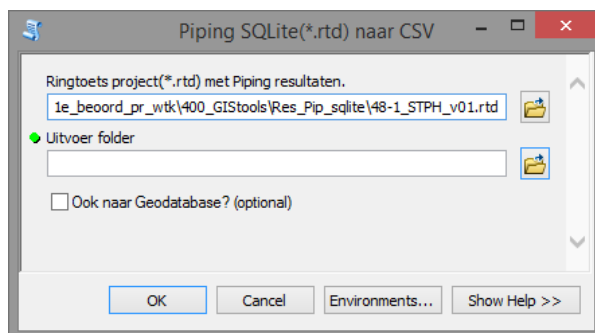 Piping SQLite(*.rtd) naar CSV
Ringtoets project(*.rtd) met Piping resultaten.
1e_beoord_pr_wtk\400_GIStools\Res_Pip_sqlite\48-1_STPH_v01.rtd
Uitvoer folder
Ook naar Geodatabase? (optional)
OK
Cancel
Environments...
Show Help >>